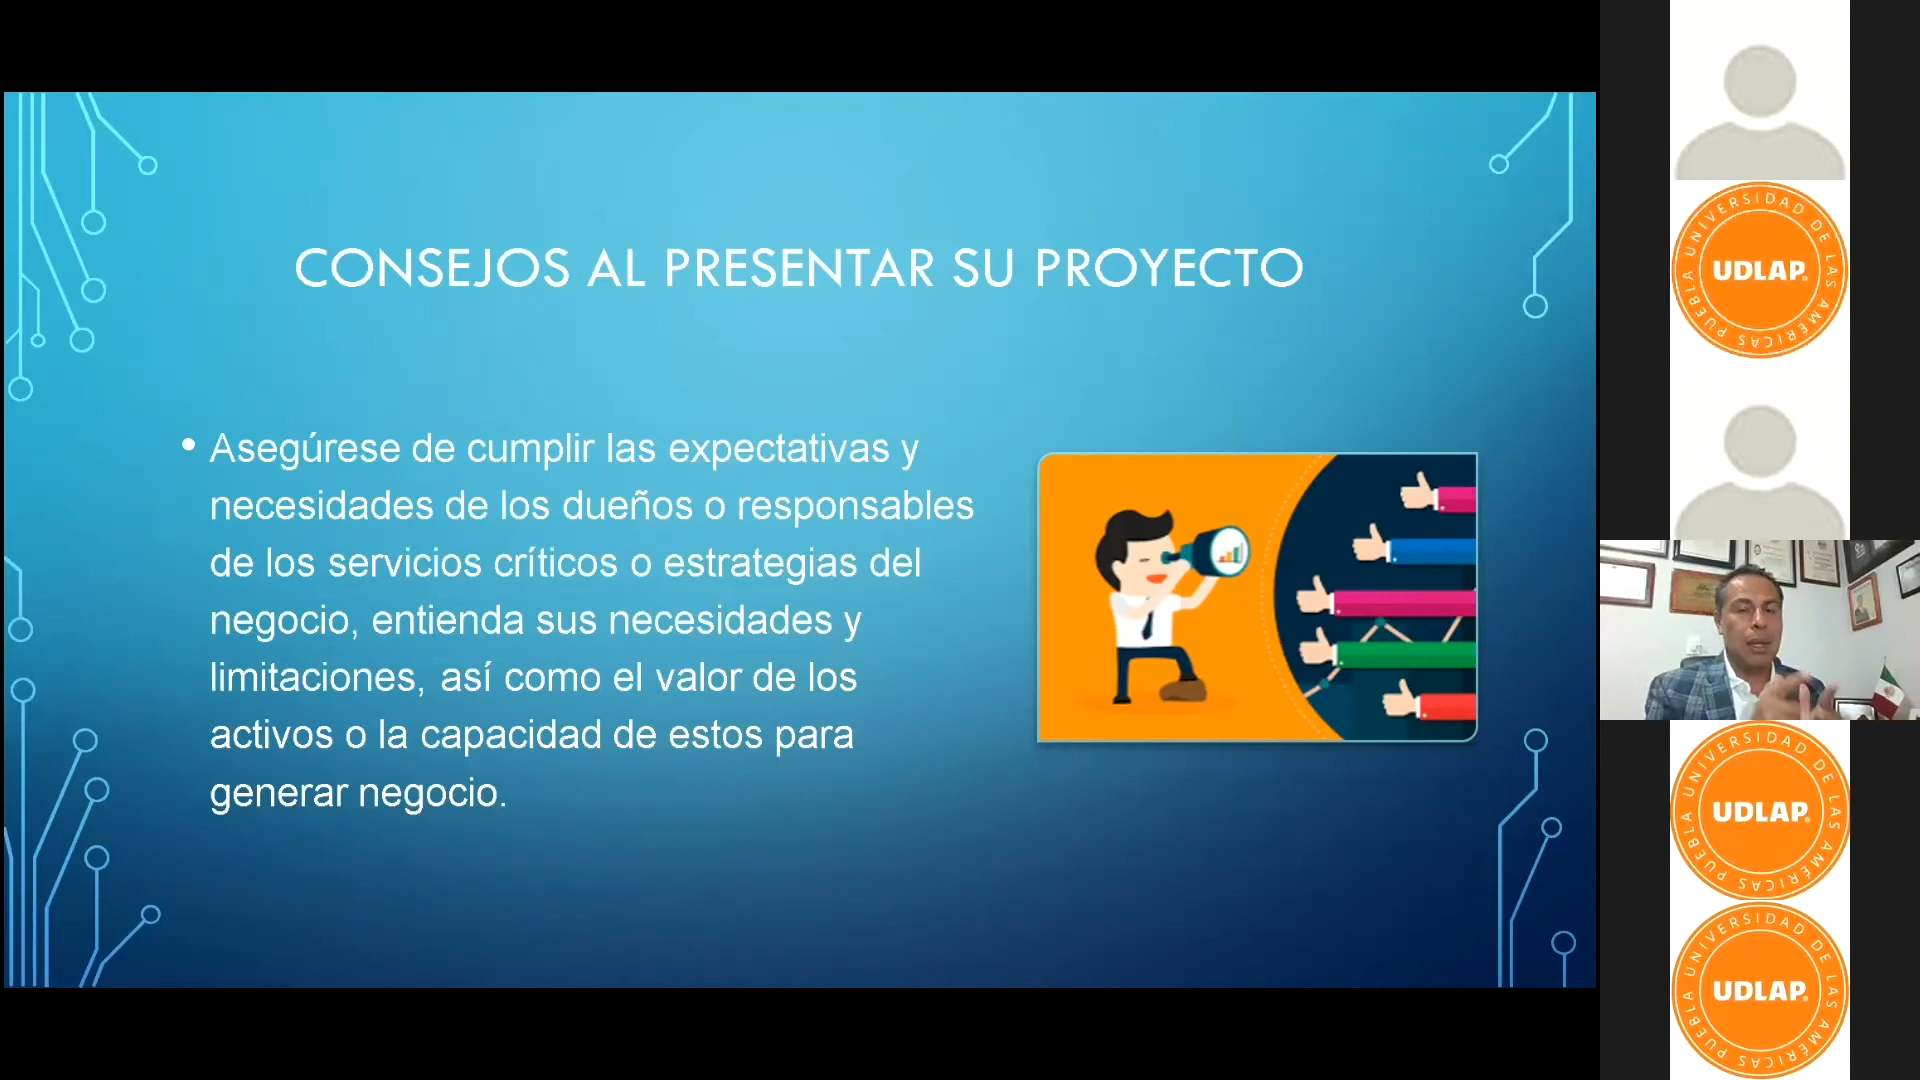 CONSEJOS AL PRESENTAR SU PROYECTO
• Asegúrese de cumplir las expectativas y
necesidades de los dueños o responsables
de los servicios críticos o estrategias del
negocio, entienda sus necesidades y
limitaciones, así como el valor de los
activos o la capacidad de estos para
generar negocio.
UNIVERSIDAD DE LAS AMÉRICAS PUEBLA
UDLAP®
UNIVERSIDAD DE LAS AMÉRICAS PUEBLA
UDLAP®
UNIVERSIDAD DE LAS AMÉRICAS PUEBLA
UDLAP®